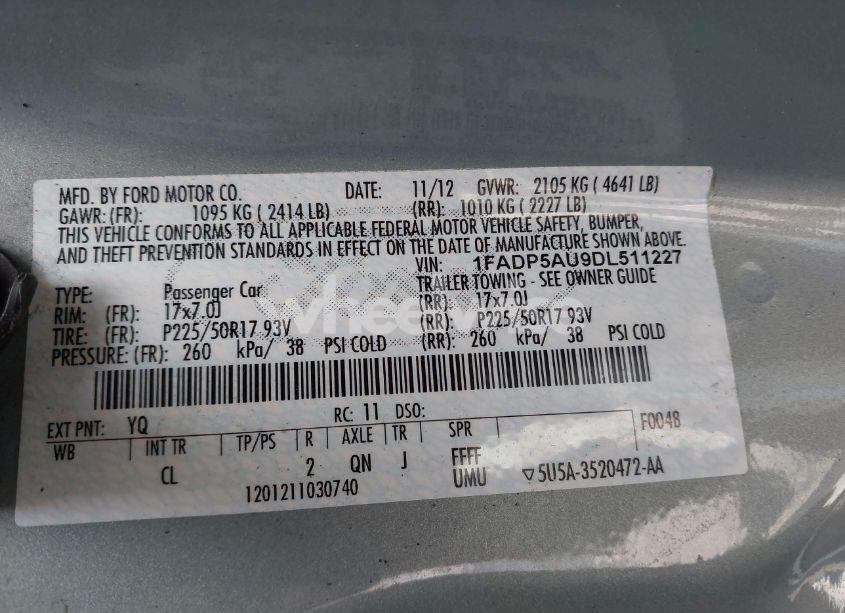 MFD. BY FORD MOTOR CO. DATE: 11/12 GVWR: 2105 KG ( 4641 LB)
GAWR: (FR): 1095 KG ( 2414 LB) (RR): 1010 KG ( 2227 LB)
THIS VEHICLE CONFORMS TO ALL APPLICABLE FEDERAL MOTOR VEHICLE SAFETY, BUMPER,
AND THEFT PREVENTION STANDARDS IN EFFECT ON THE DATE OF MANUFACTURE SHOWN ABOVE.
VIN: 1FADP5AU9DL511227
TYPE: Passenger Car TRAILER TOWING - SEE OWNER GUIDE
RIM: (FR): 17x7.0J (RR): 17x7.0J
TIRE: (FR): P225/50R17 93V (RR): P225/50R17 93V
PRESSURE: (FR): 260 kPa/ 38 PSI COLD (RR): 260 kPa/ 38 PSI COLD
EXT PNT: YQ RC: 11 DSO: F0048
WB INT TR TP/PS R AXLE TR SPR
CL 2 QN J FFFF
UMU
1201211030740 ▽5U5A-3520472-AA